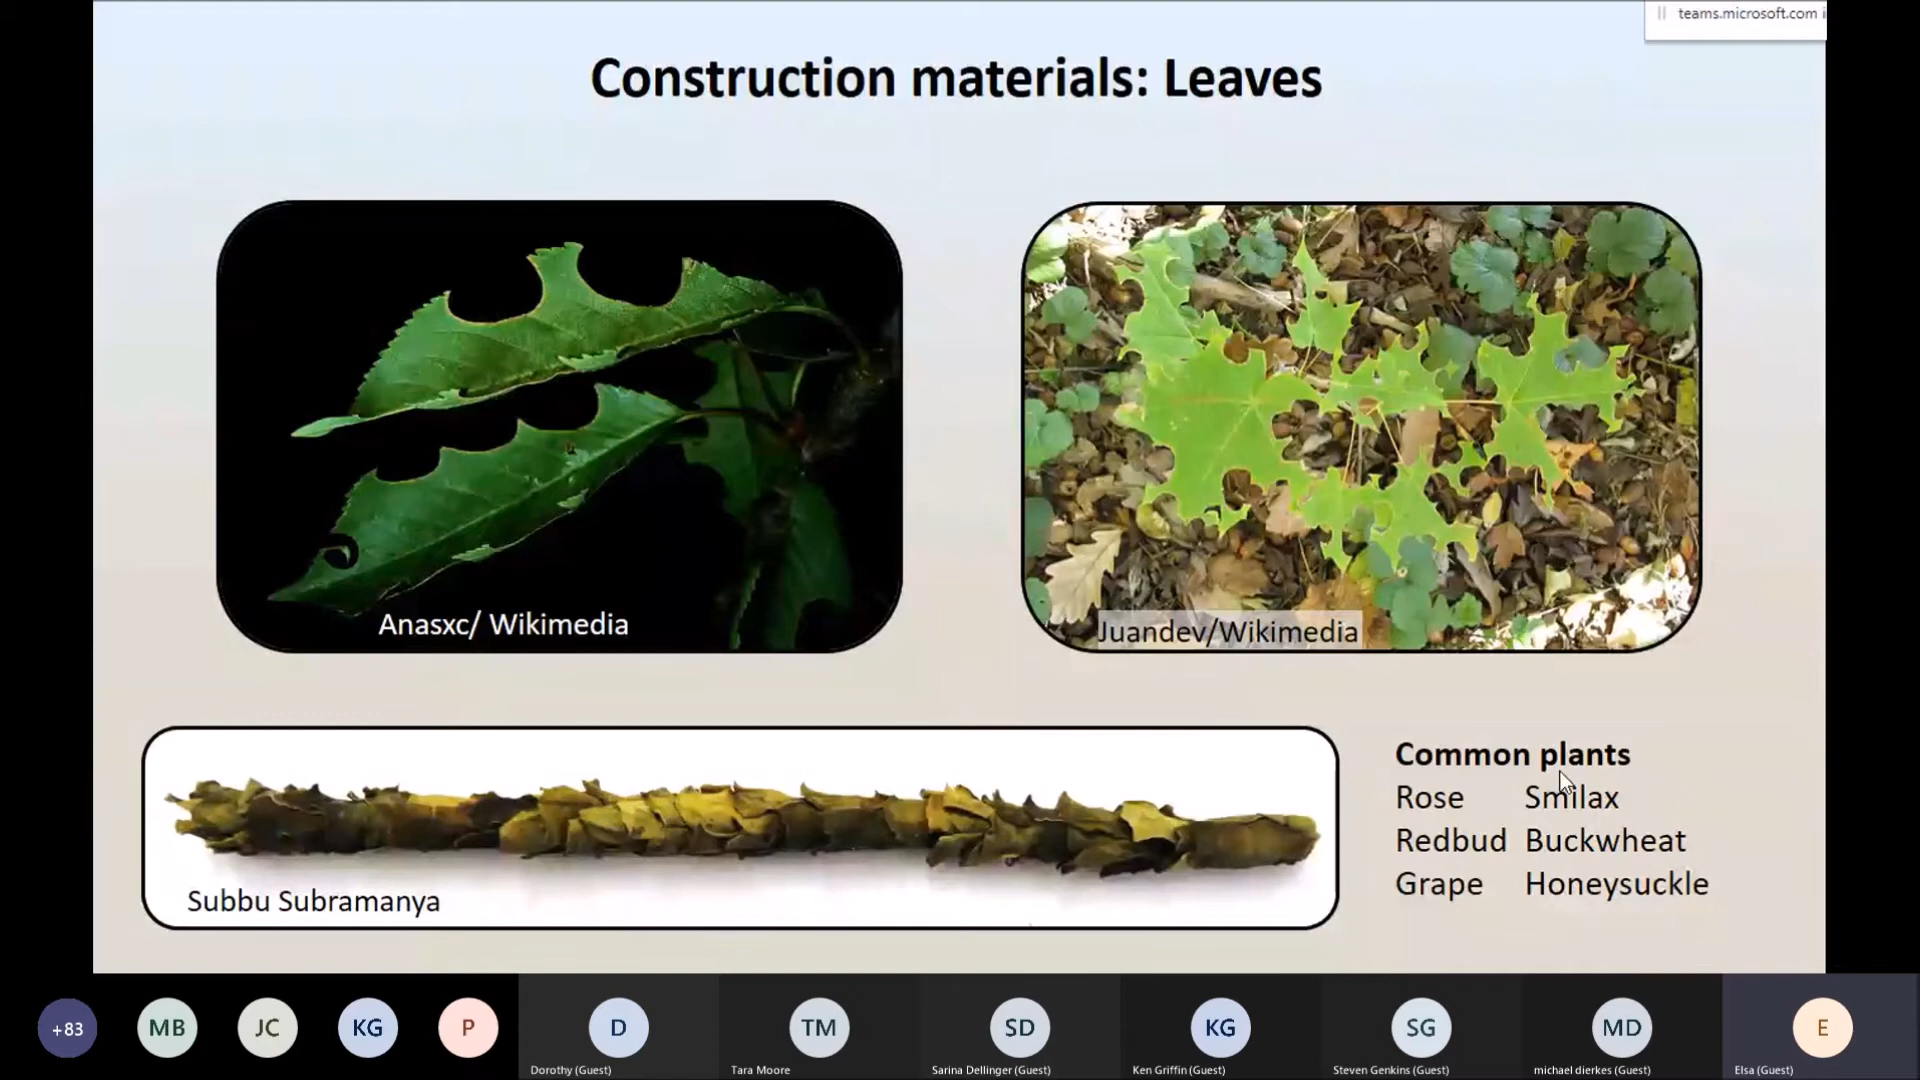 teams.microsoft.com
Construction materials: Leaves
Anasxc/ Wikimedia
Juandev/Wikimedia
Subbu Subramanya
Common plants
Rose Smilax
Redbud Buckwheat
Grape Honeysuckle
+83 MB JC KG P D TM SD KG SG MD E
Dorothy (Guest) Tara Moore Sarina Dellinger (Guest) Ken Griffin (Guest) Steven Genkins (Guest) michael dierkes (Guest) Elsa (Guest)